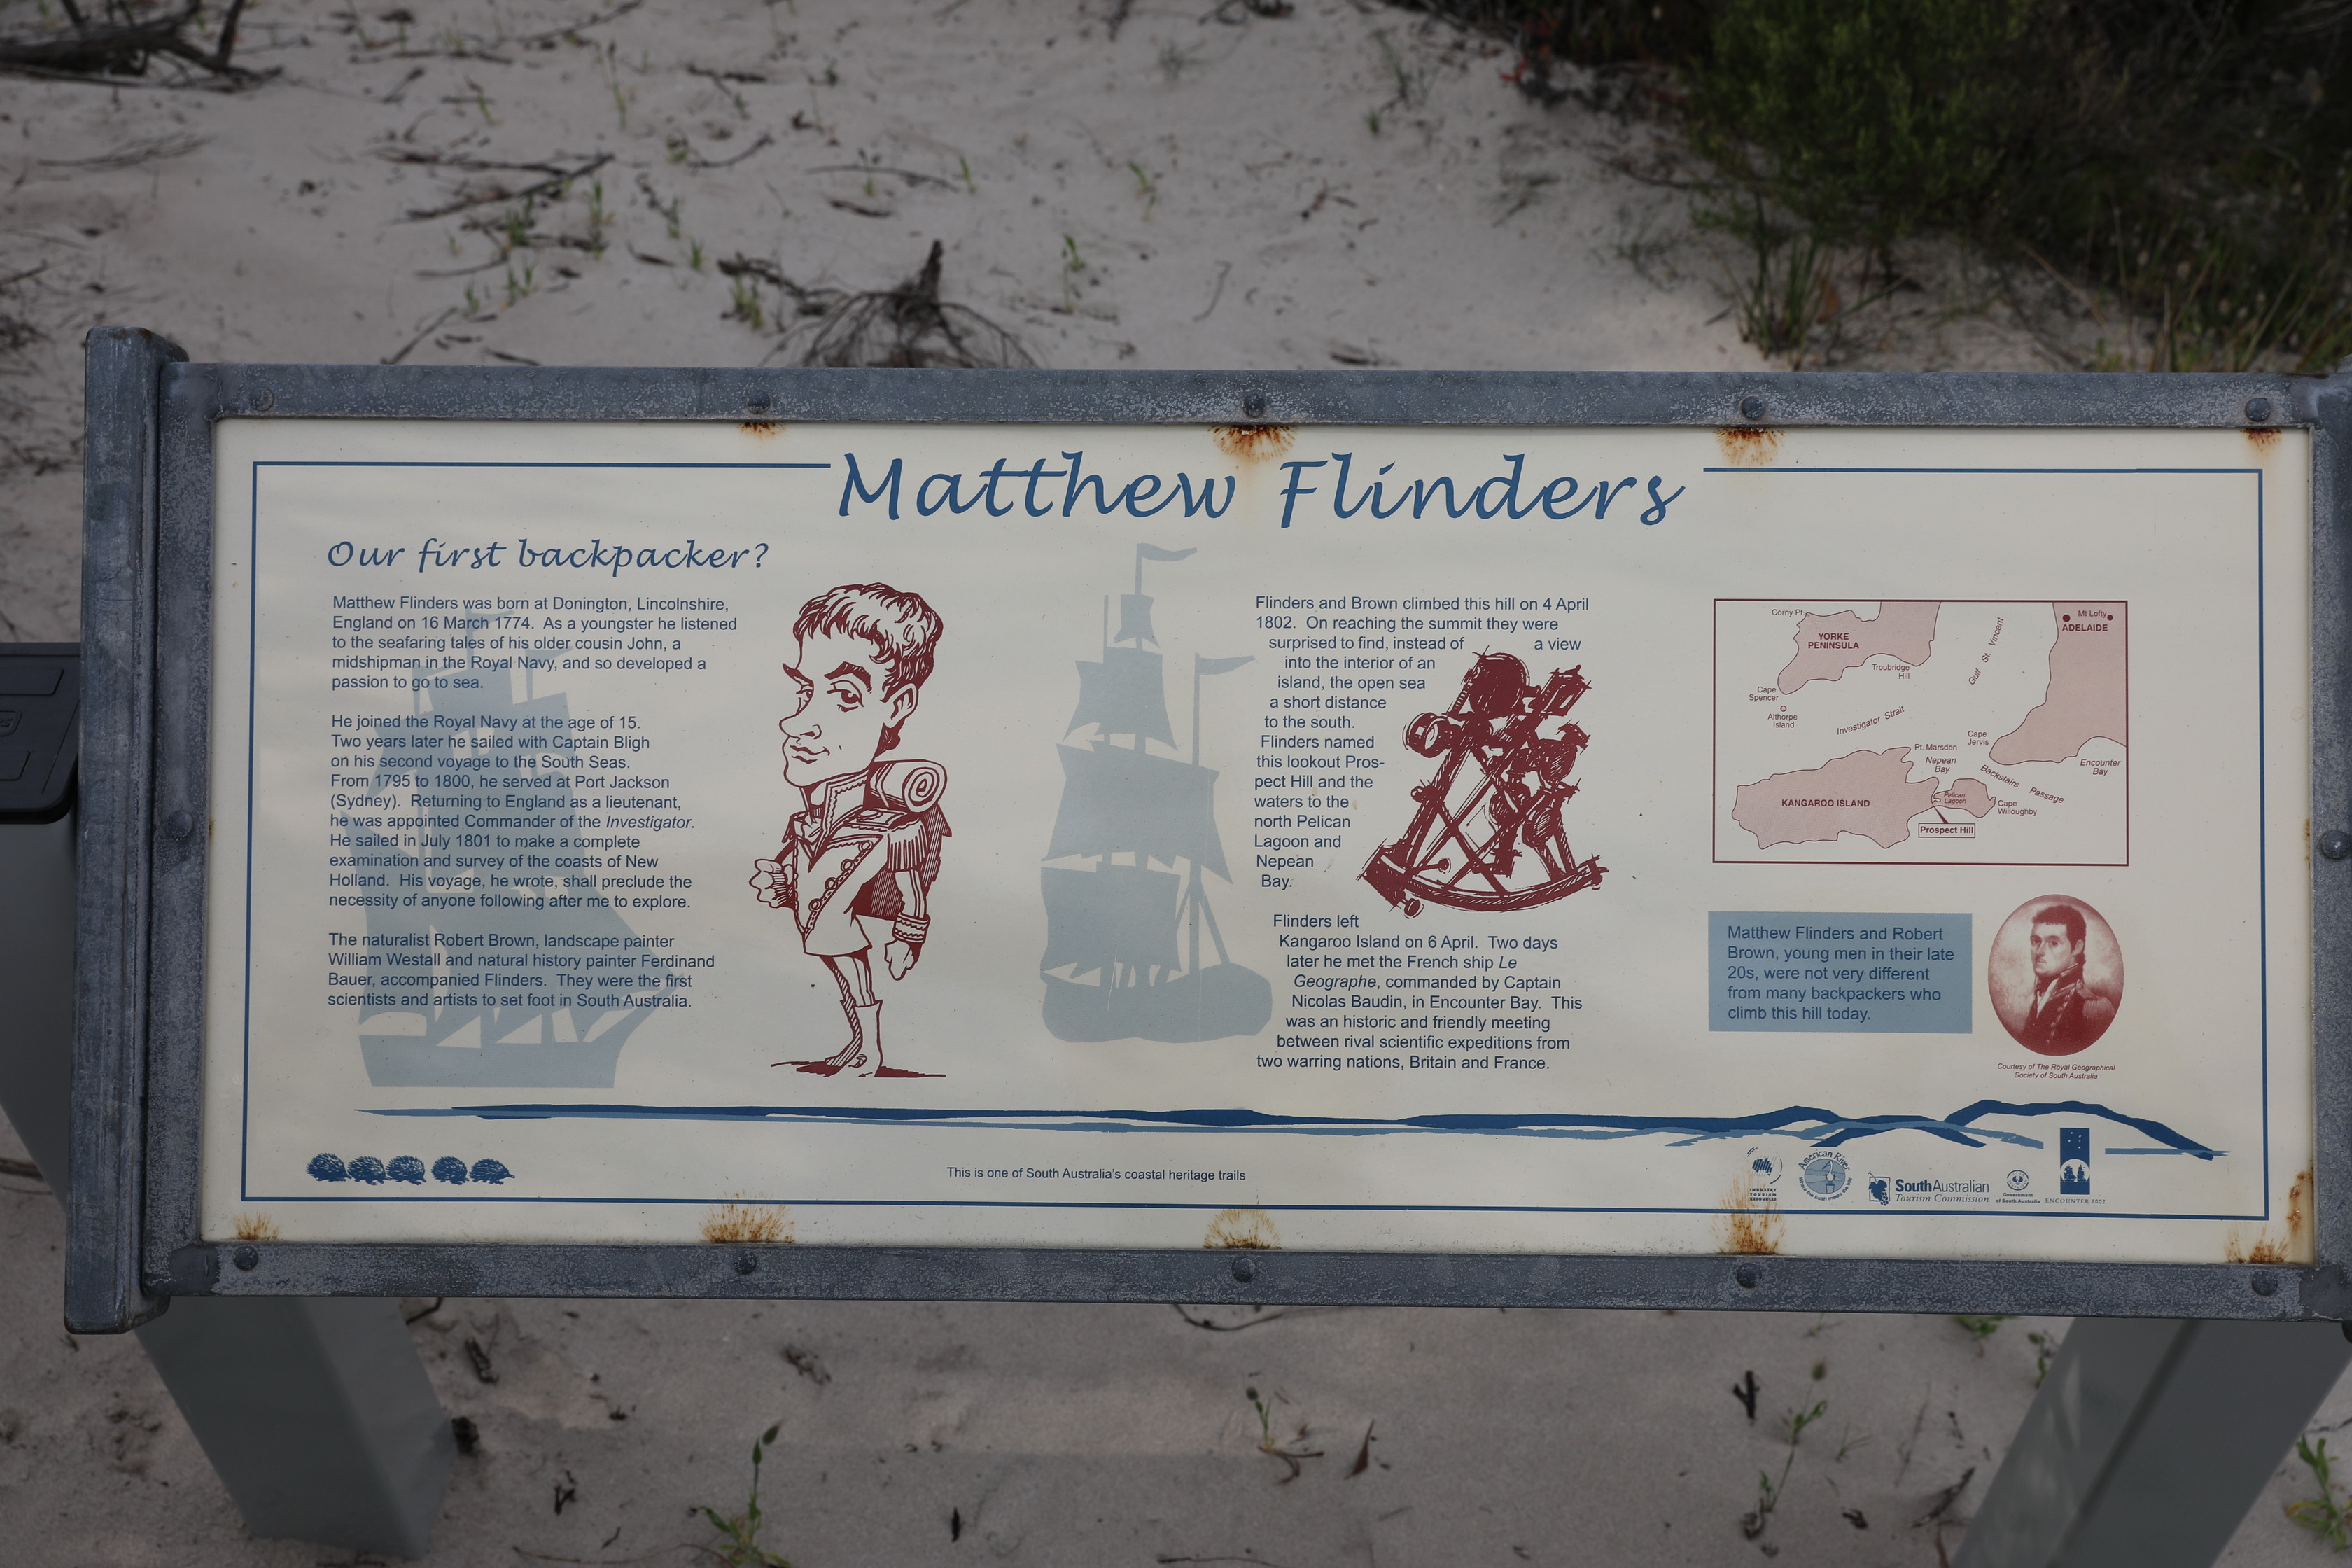 Matthew Flinders
Our first backpacker?
Matthew Flinders was born at Donington, Lincolnshire,
England on 16 March 1774. As a youngster he listened
to the seafaring tales of his older cousin John, a
midshipman in the Royal Navy, and so developed a
passion to go to sea.
He joined the Royal Navy at the age of 15.
Two years later he sailed with Captain Bligh
on his second voyage to the South Seas.
From 1795 to 1800, he served at Port Jackson
(Sydney). Returning to England as a lieutenant,
he was appointed Commander of the Investigator.
He sailed in July 1801 to make a complete
examination and survey of the coasts of New
Holland. His voyage, he wrote, shall preclude the
necessity of anyone following after me to explore.
The naturalist Robert Brown, landscape painter
William Westall and natural history painter Ferdinand
Bauer, accompanied Flinders. They were the first
scientists and artists to set foot in South Australia.
Flinders and Brown climbed this hill on 4 April
1802. On reaching the summit they were
surprised to find, instead of a view
into the interior of an
island, the open sea
a short distance
to the south.
Flinders named
this lookout Pros-
pect Hill and the
waters to the
north Pelican
Lagoon and
Nepean
Bay.
Flinders left
Kangaroo Island on 6 April. Two days
later he met the French ship Le
Geographe, commanded by Captain
Nicolas Baudin, in Encounter Bay. This
was an historic and friendly meeting
between rival scientific expeditions from
two warring nations, Britain and France.
Corny Pt
YORKE
PENINSULA
Troubridge
Hill
Cape
Spencer
Althorpe
Island
Investigator Strait
Gulf St. Vincent
Mt Lofty
ADELAIDE
Cape
Jervis
Pt. Marsden
Nepean
Bay
Backstairs Passage
Encounter
Bay
KANGAROO ISLAND
Pelican
Lagoon
Cape
Willoughby
Prospect Hill
Matthew Flinders and Robert
Brown, young men in their late
20s, were not very different
from many backpackers who
climb this hill today.
Courtesy of The Royal Geographical
Society of South Australia
This is one of South Australia's coastal heritage trails
INDUSTRY
TOURISM
RESOURCES
American River
Where the bush meets the bay
SouthAustralian
Tourism Commission
Government
of South Australia
ENCOUNTER 2002